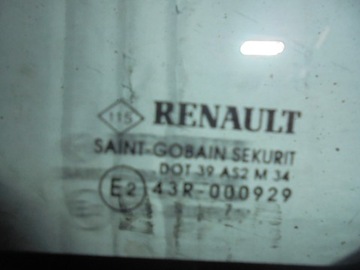 115 RENAULT
SAINT-GOBAIN SEKURIT
DOT 39 AS2 M 34
E2 43R-000929